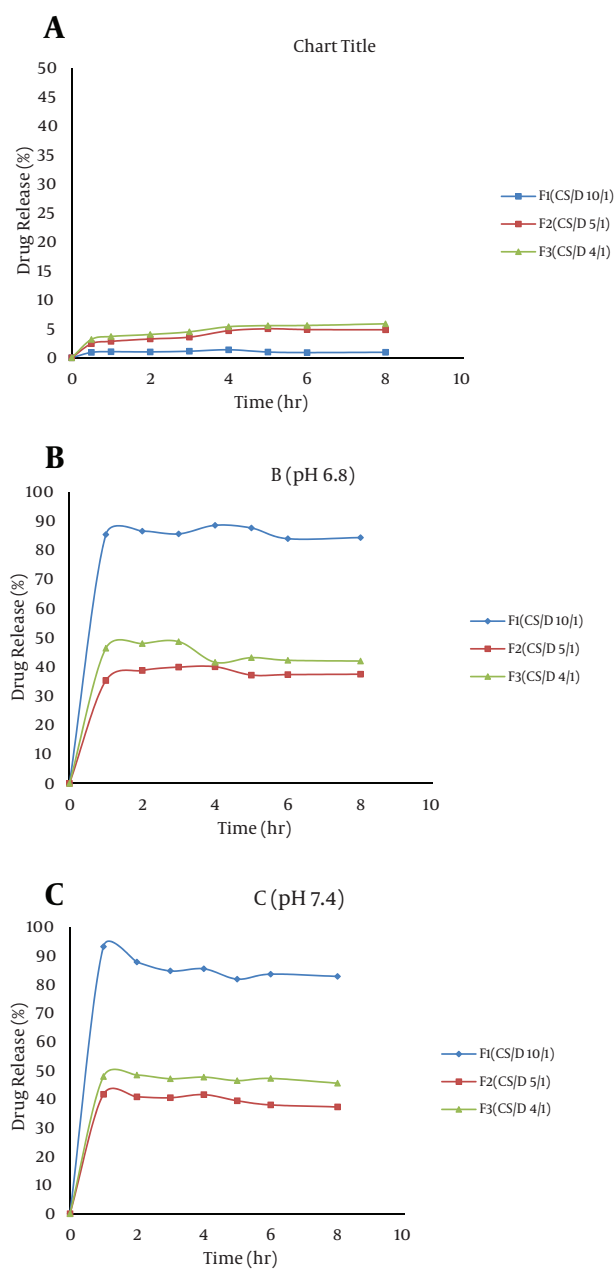 A
Chart Title
50
45
40
35
30
25
20
15
10
5
0
Drug Release (%)
0 2 4 6 8 10
Time (hr)
F1(CS/D 10/1)
F2(CS/D 5/1)
F3(CS/D 4/1)
B
B (pH 6.8)
100
90
80
70
60
50
40
30
20
10
0
Drug Release (%)
0 2 4 6 8 10
Time (hr)
F1(CS/D 10/1)
F2(CS/D 5/1)
F3(CS/D 4/1)
C
C (pH 7.4)
100
90
80
70
60
50
40
30
20
10
0
Drug Release (%)
0 2 4 6 8 10
Time (hr)
F1(CS/D 10/1)
F2(CS/D 5/1)
F3(CS/D 4/1)